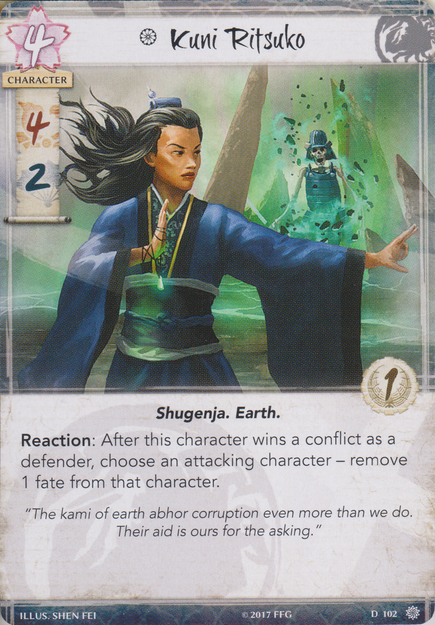 4
Kuni Ritsuko
CHARACTER
4
2
1
Shugenja. Earth.
Reaction: After this character wins a conflict as a
defender, choose an attacking character – remove
1 fate from that character.
"The kami of earth abhor corruption even more than we do.
Their aid is ours for the asking."
ILLUS. SHEN FEI © 2017 FFG D 102